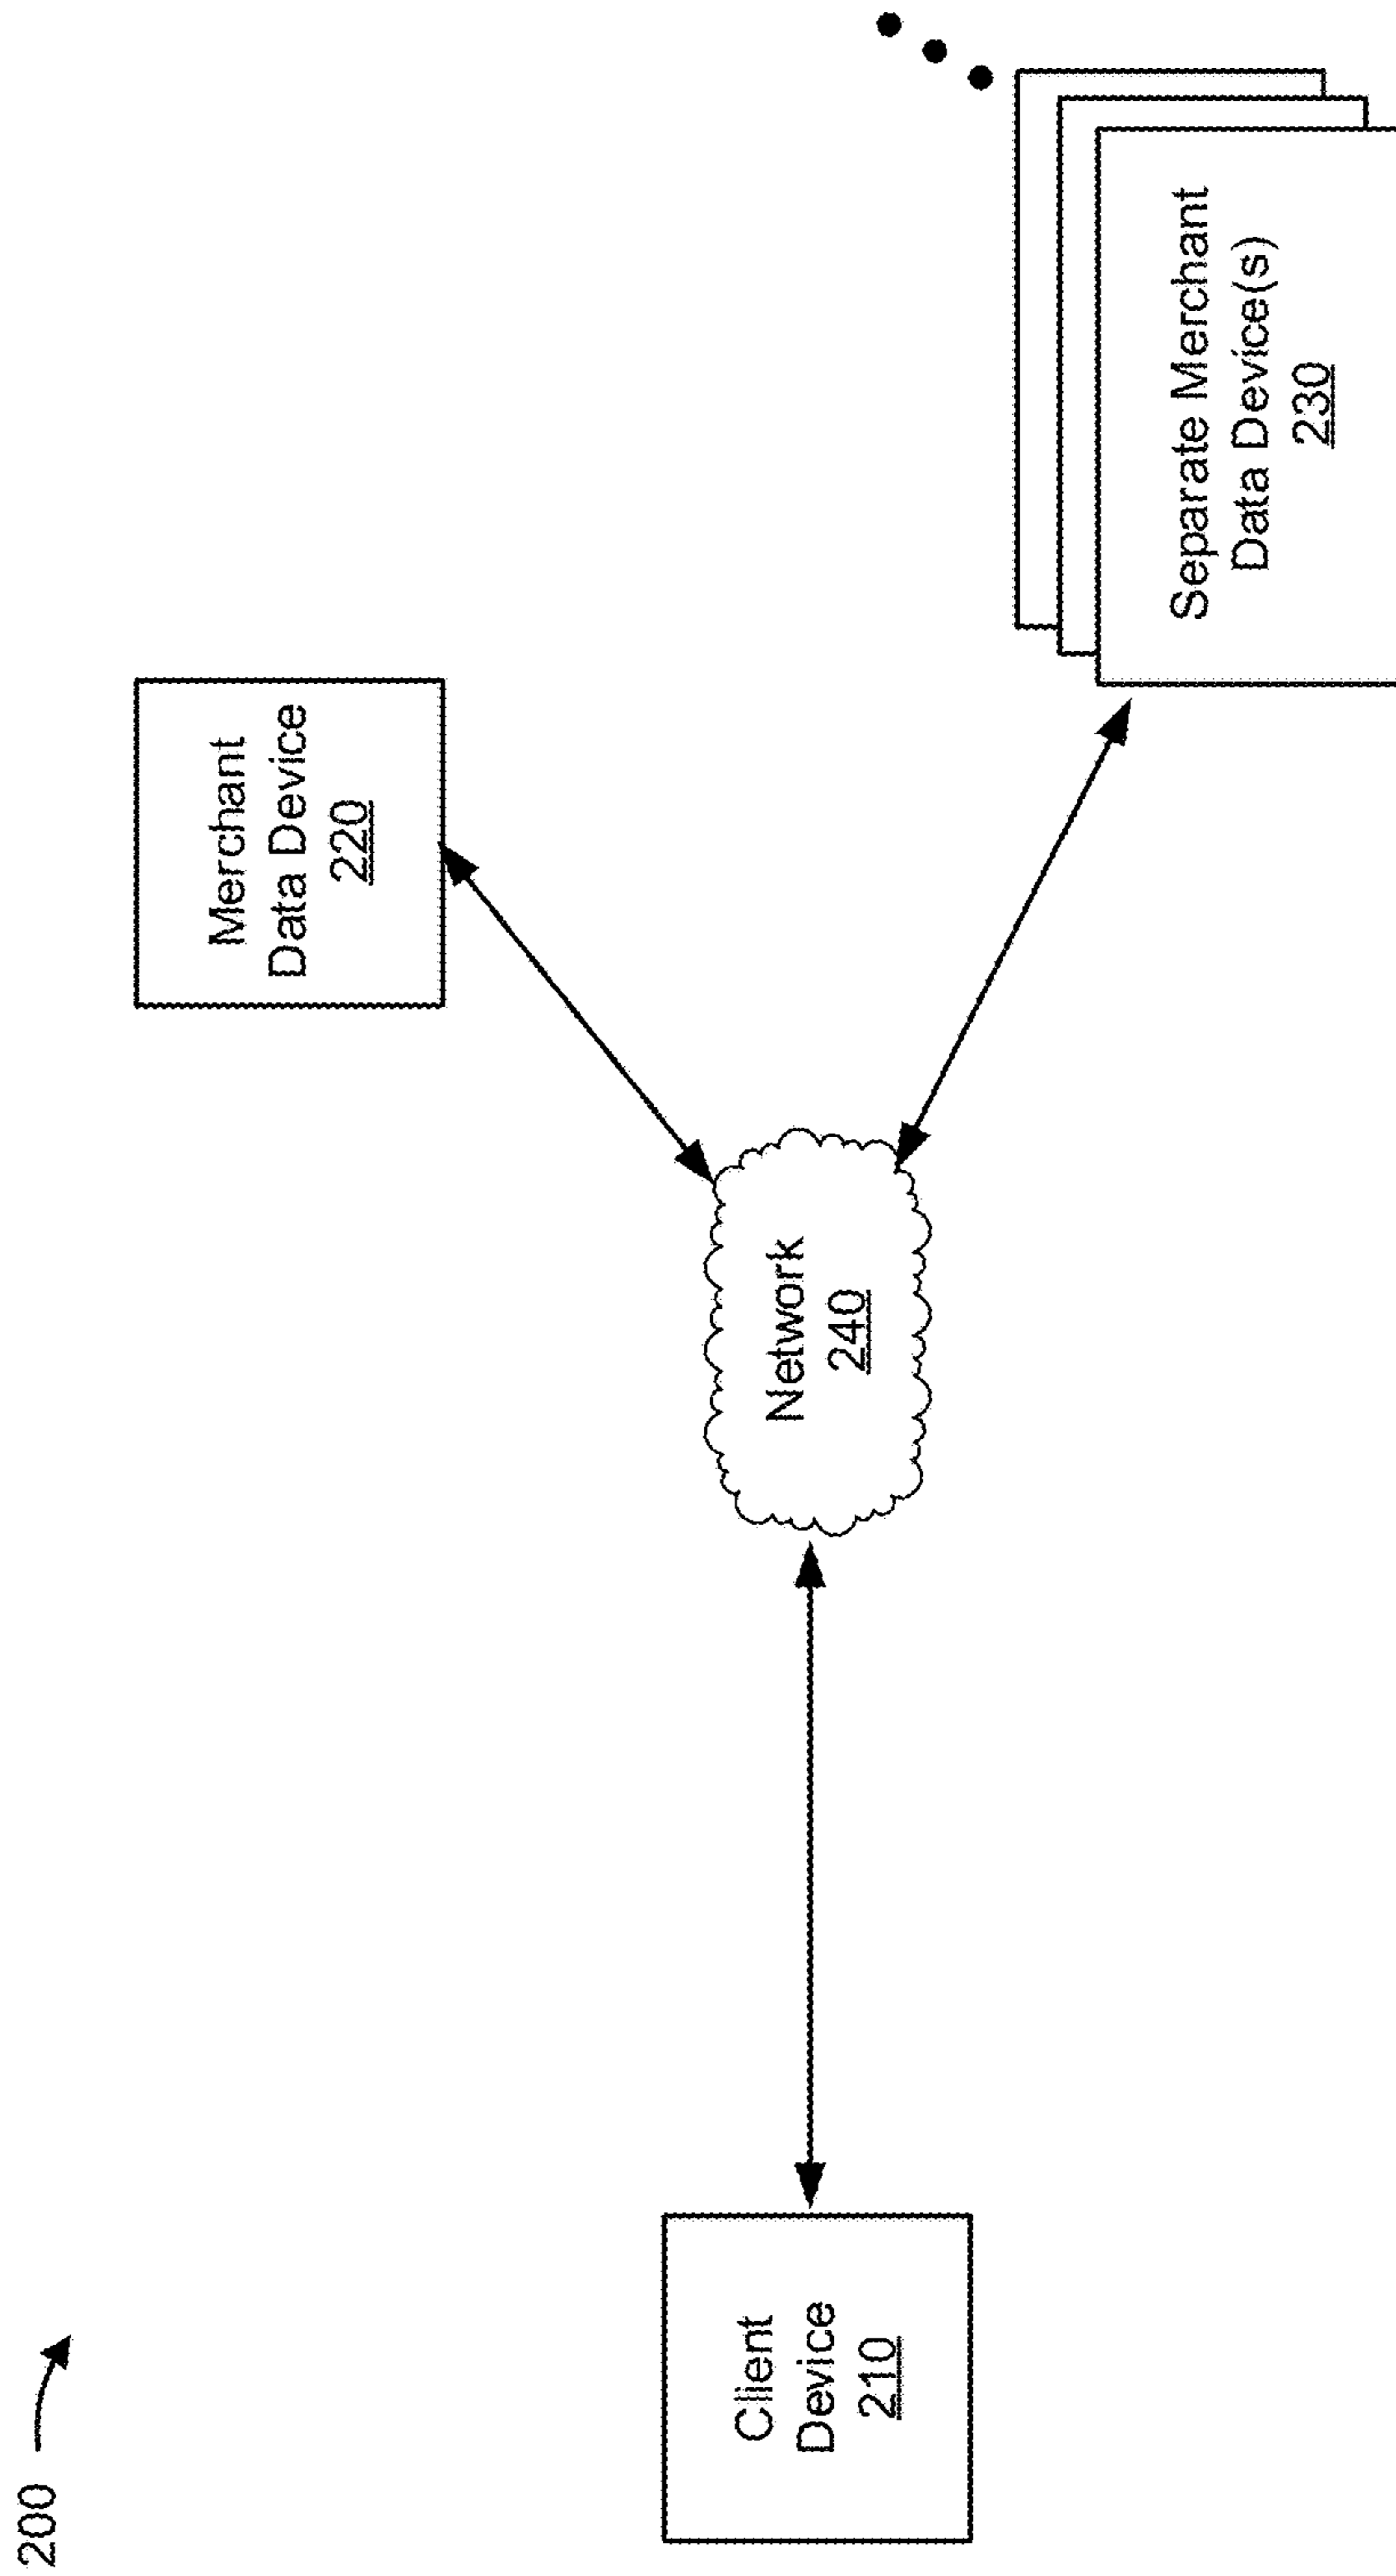 200
Merchant
Data Device
220
Client
Device
210
Network
240
Separate Merchant
Data Device(s)
230